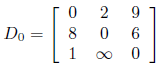 D₀ =
0 2 9
8 0 6
1 ∞ 0